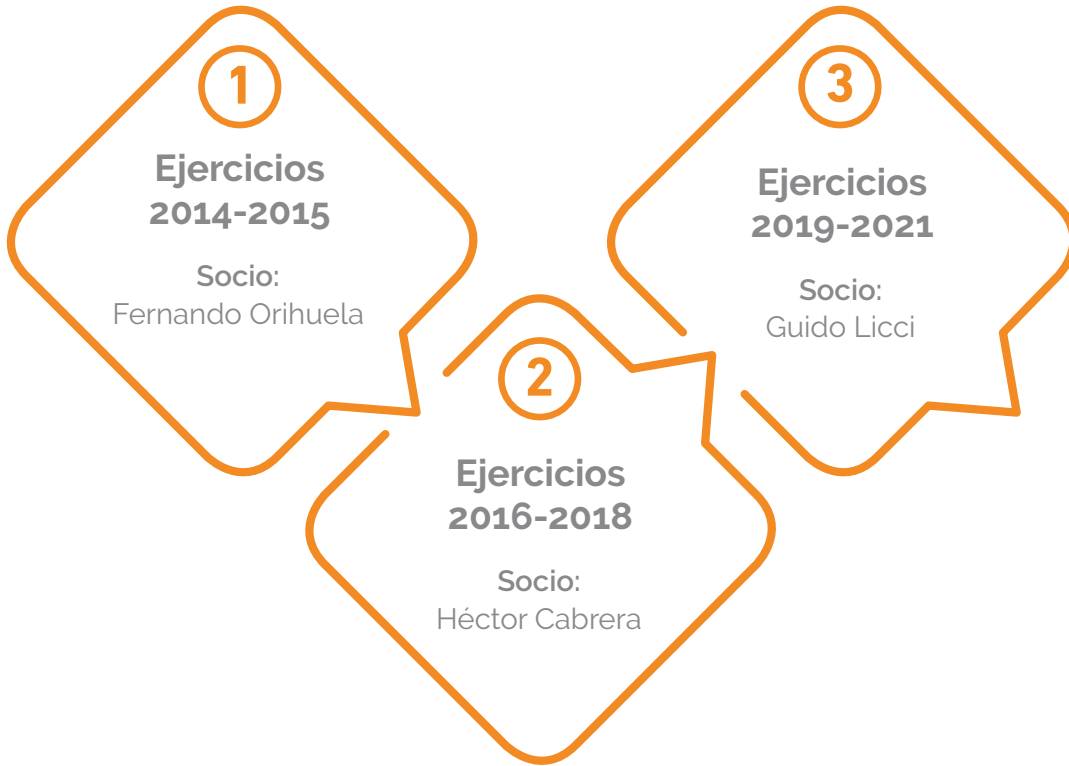 1
Ejercicios
2014-2015
Socio:
Fernando Orihuela
2
Ejercicios
2016-2018
Socio:
Héctor Cabrera
3
Ejercicios
2019-2021
Socio:
Guido Licci